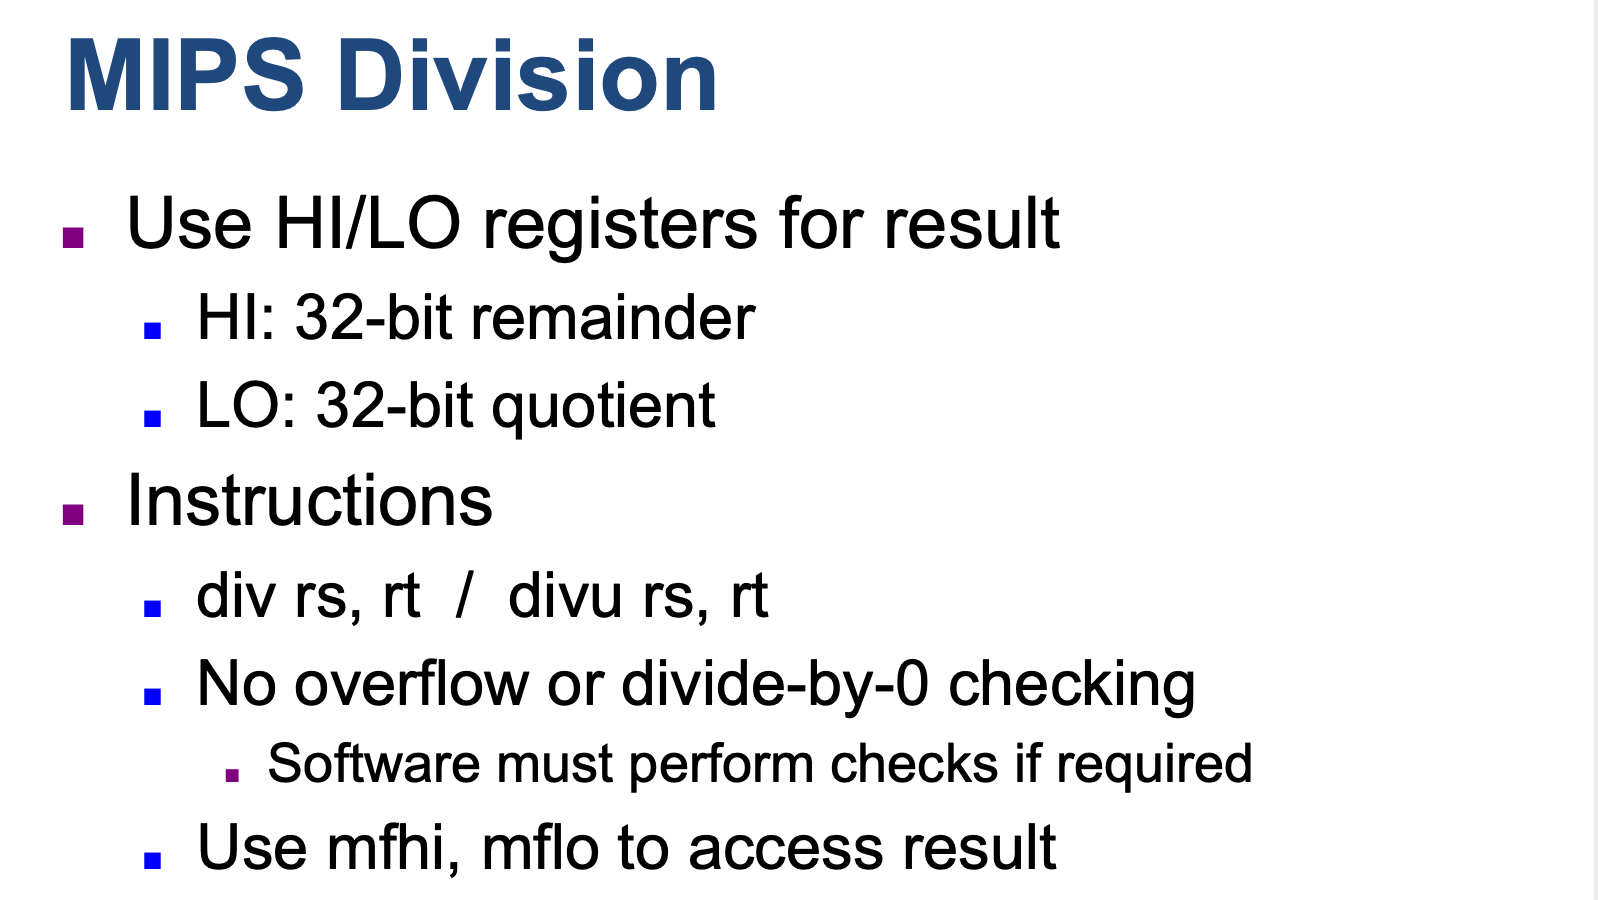 MIPS Division
Use HI/LO registers for result
HI: 32-bit remainder
LO: 32-bit quotient
Instructions
div rs, rt / divu rs, rt
No overflow or divide-by-0 checking
Software must perform checks if required
Use mfhi, mflo to access result